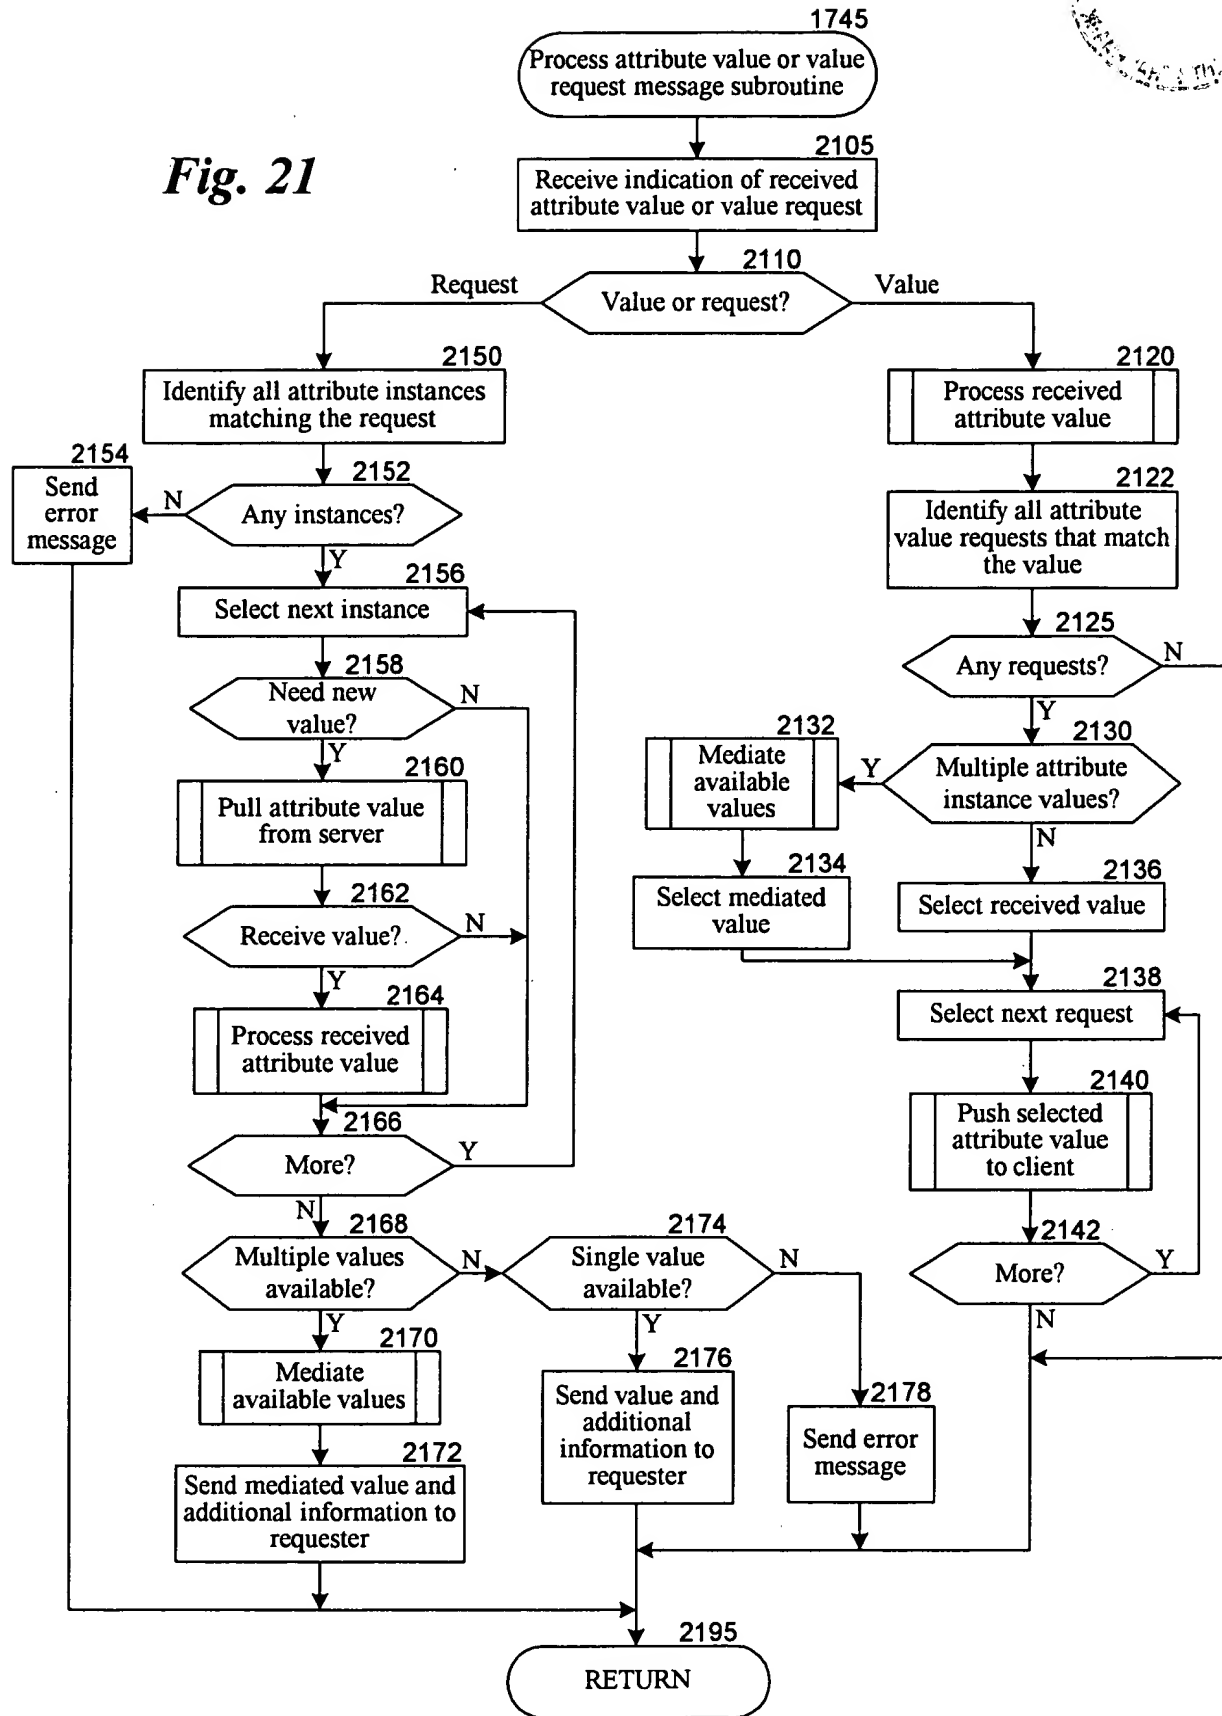 1745
Process attribute value or value
request message subroutine
Fig. 21
2105
Receive indication of received
attribute value or value request
2110
Request
Value or request?
Value
2150
Identify all attribute instances
matching the request
2120
Process received
attribute value
2154
Send
error
message
2152
N
Any instances?
Y
2122
Identify all attribute
value requests that match
the value
2156
Select next instance
2125
Any requests?
N
Y
2158
Need new
value?
N
Y
2132
Mediate
available
values
2130
Y
Multiple attribute
instance values?
N
2160
Pull attribute value
from server
2134
Select mediated
value
2136
Select received value
2162
Receive value?
N
Y
2138
Select next request
2164
Process received
attribute value
2140
Push selected
attribute value
to client
2166
More?
Y
N
2142
More?
Y
N
2168
Multiple values
available?
N
Y
2174
Single value
available?
N
Y
2170
Mediate
available values
2176
Send value and
additional
information to
requester
2178
Send error
message
2172
Send mediated value and
additional information to
requester
2195
RETURN